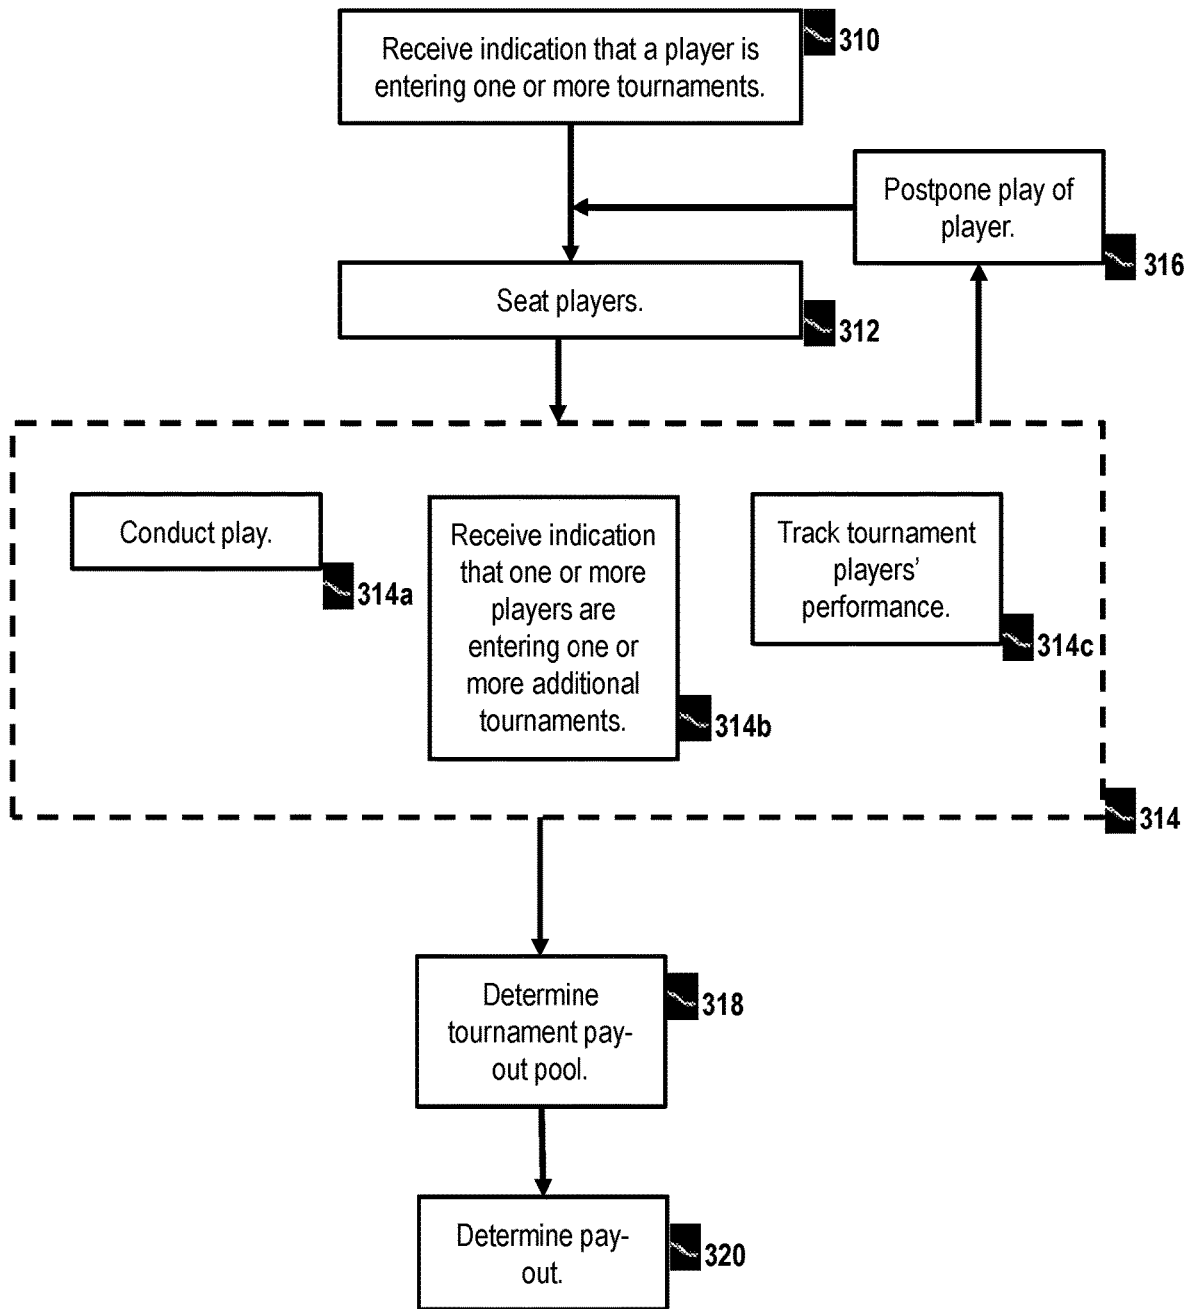 Receive indication that a player is
entering one or more tournaments.
310
Postpone play of
player.
316
Seat players.
312
Conduct play.
314a
Receive indication
that one or more
players are
entering one or
more additional
tournaments.
314b
Track tournament
players’
performance.
314c
314
Determine
tournament pay-
out pool.
318
Determine pay-
out.
320